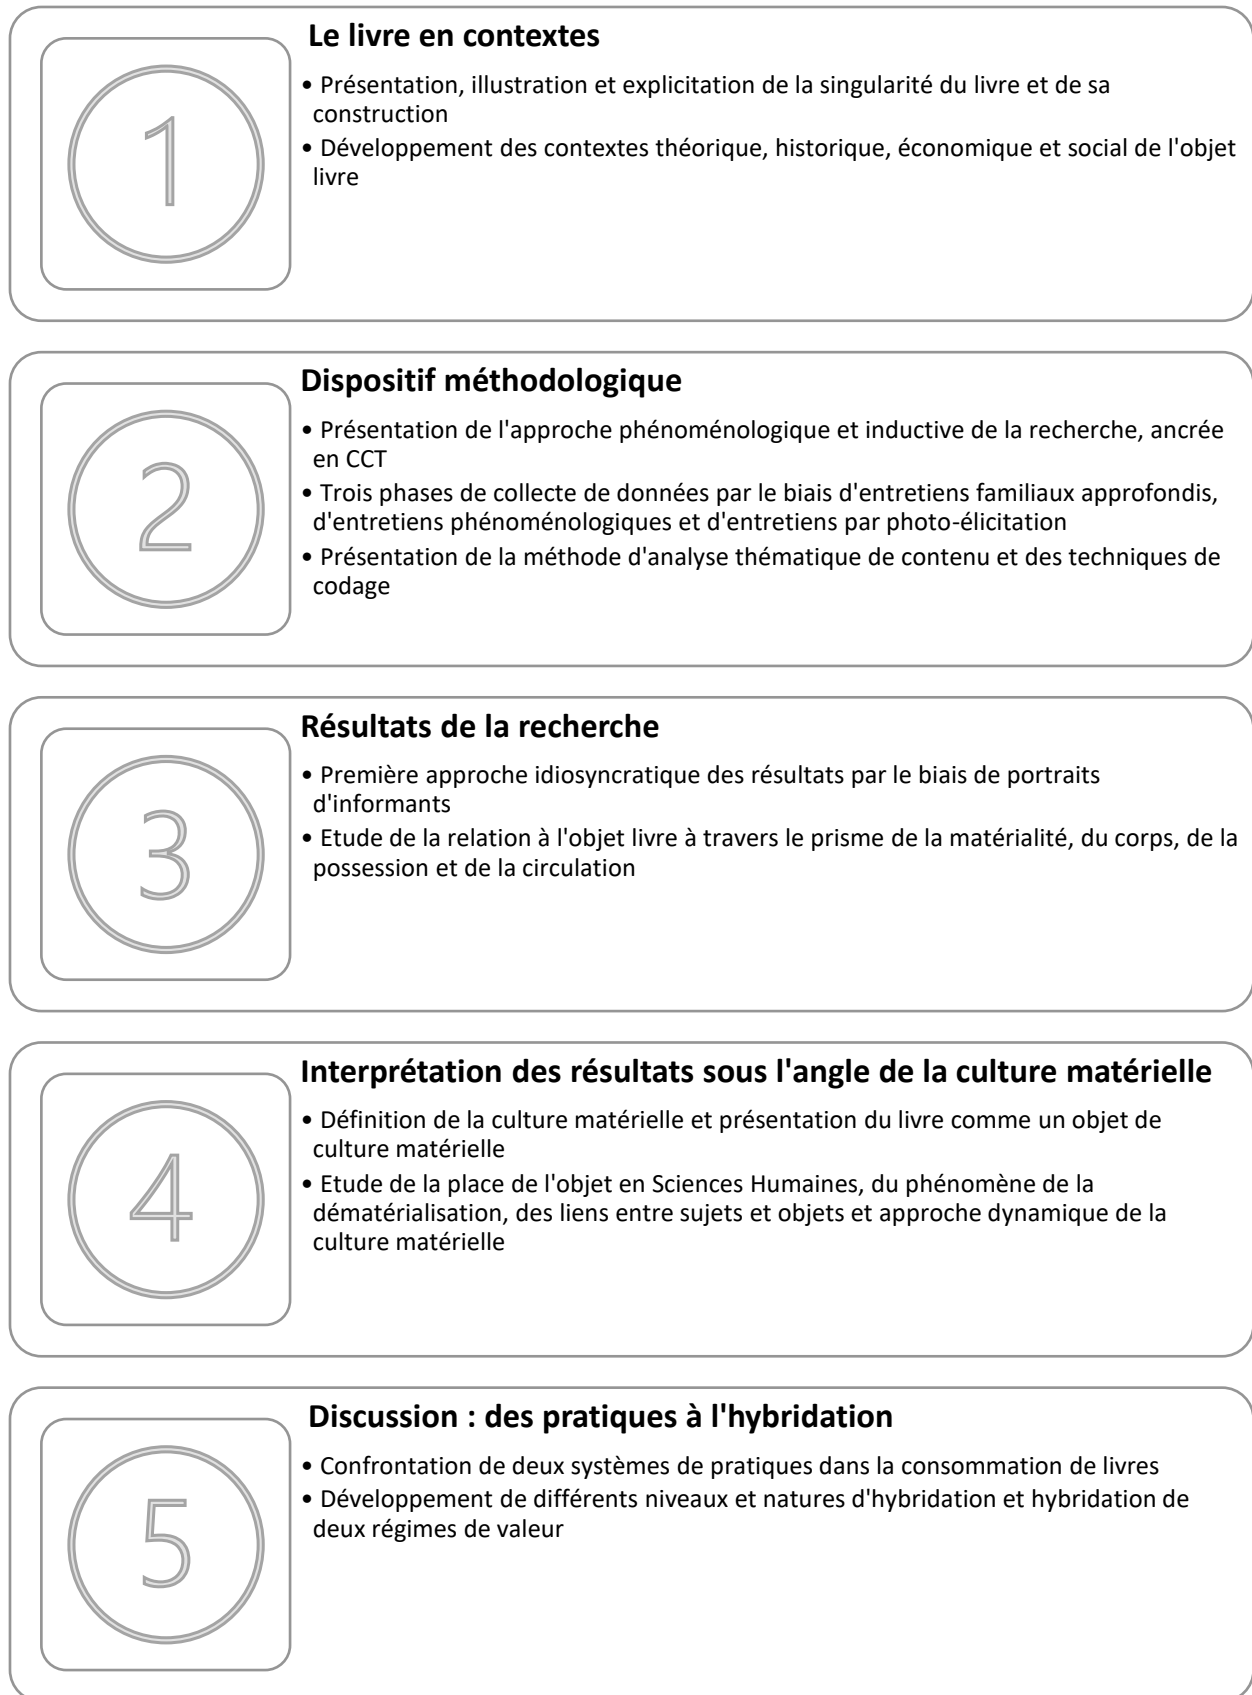 1
Le livre en contextes
• Présentation, illustration et explicitation de la singularité du livre et de sa
construction
• Développement des contextes théorique, historique, économique et social de l'objet
livre
2
Dispositif méthodologique
• Présentation de l'approche phénoménologique et inductive de la recherche, ancrée
en CCT
• Trois phases de collecte de données par le biais d'entretiens familiaux approfondis,
d'entretiens phénoménologiques et d'entretiens par photo-élicitation
• Présentation de la méthode d'analyse thématique de contenu et des techniques de
codage
3
Résultats de la recherche
• Première approche idiosyncratique des résultats par le biais de portraits
d'informants
• Etude de la relation à l'objet livre à travers le prisme de la matérialité, du corps, de la
possession et de la circulation
4
Interprétation des résultats sous l'angle de la culture matérielle
• Définition de la culture matérielle et présentation du livre comme un objet de
culture matérielle
• Etude de la place de l'objet en Sciences Humaines, du phénomène de la
dématérialisation, des liens entre sujets et objets et approche dynamique de la
culture matérielle
5
Discussion : des pratiques à l'hybridation
• Confrontation de deux systèmes de pratiques dans la consommation de livres
• Développement de différents niveaux et natures d'hybridation et hybridation de
deux régimes de valeur